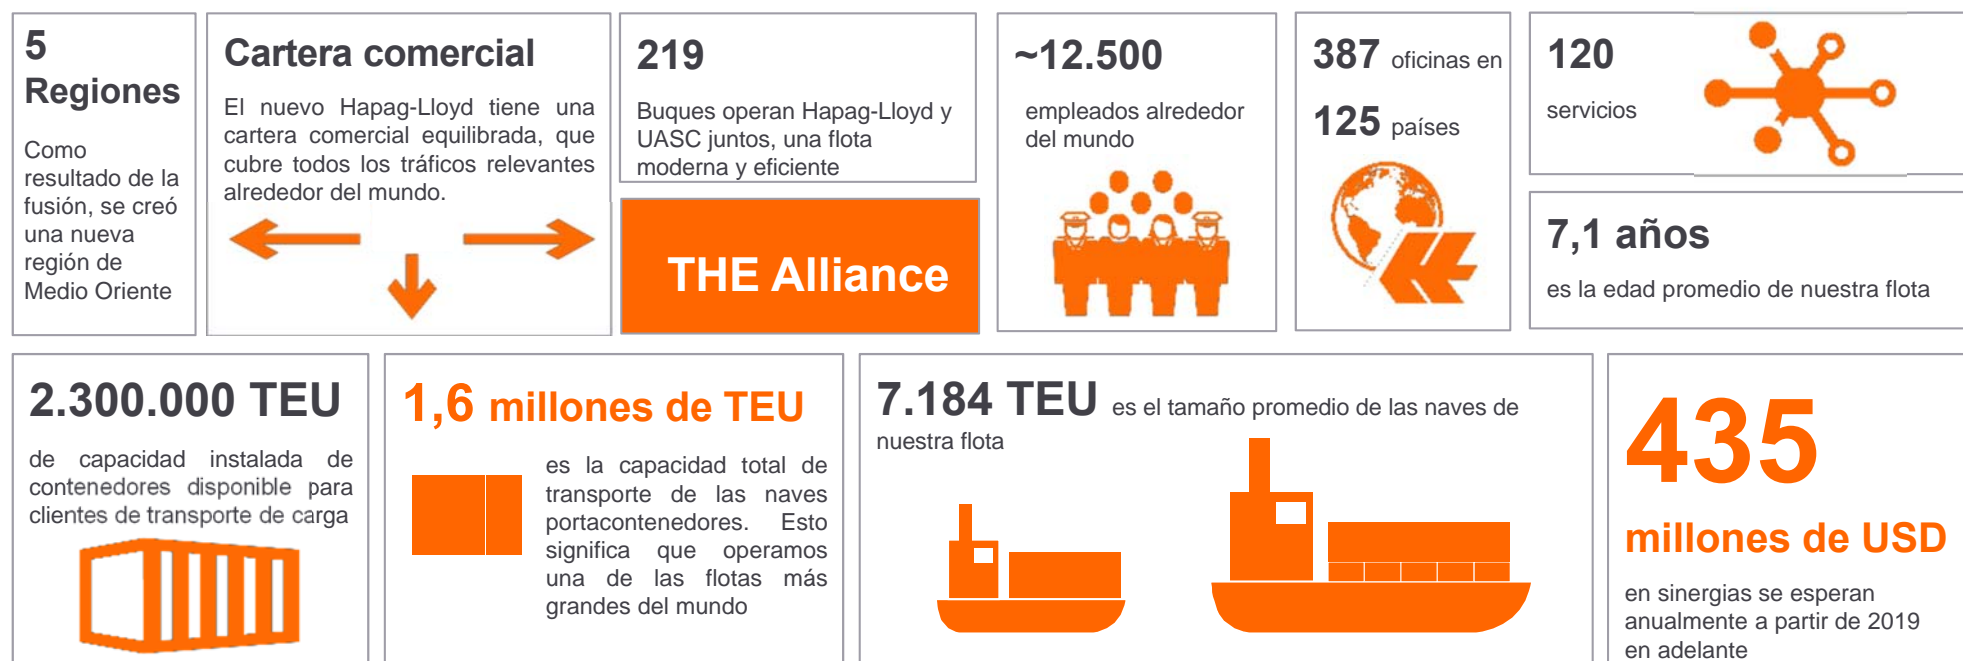 5
Regiones
Como
resultado de la
fusión, se creó
una nueva
región de
Medio Oriente
Cartera comercial
El nuevo Hapag-Lloyd tiene una
cartera comercial equilibrada, que
cubre todos los tráficos relevantes
alrededor del mundo.
219
Buques operan Hapag-Lloyd y
UASC juntos, una flota
moderna y eficiente
THE Alliance
~12.500
empleados alrededor
del mundo
387 oficinas en
125 países
120
servicios
7,1 años
es la edad promedio de nuestra flota
2.300.000 TEU
de capacidad instalada de
contenedores disponible para
clientes de transporte de carga
1,6 millones de TEU
es la capacidad total de
transporte de las naves
portacontenedores. Esto
significa que operamos
una de las flotas más
grandes del mundo
7.184 TEU es el tamaño promedio de las naves de
nuestra flota
435
millones de USD
en sinergias se esperan
anualmente a partir de 2019
en adelante